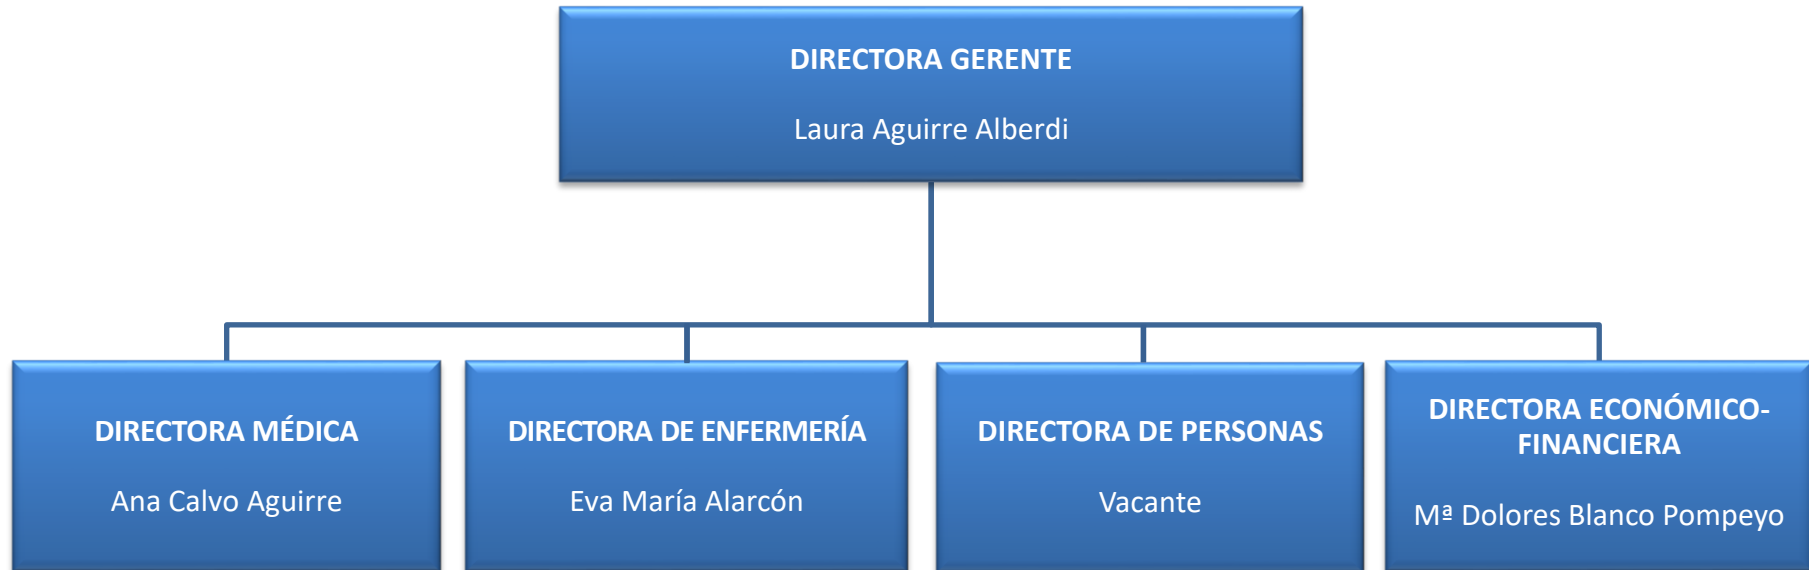 DIRECTORA GERENTE
Laura Aguirre Alberdi
DIRECTORA MÉDICA
Ana Calvo Aguirre
DIRECTORA DE ENFERMERÍA
Eva María Alarcón
DIRECTORA DE PERSONAS
Vacante
DIRECTORA ECONÓMICO-
FINANCIERA
Mª Dolores Blanco Pompeyo